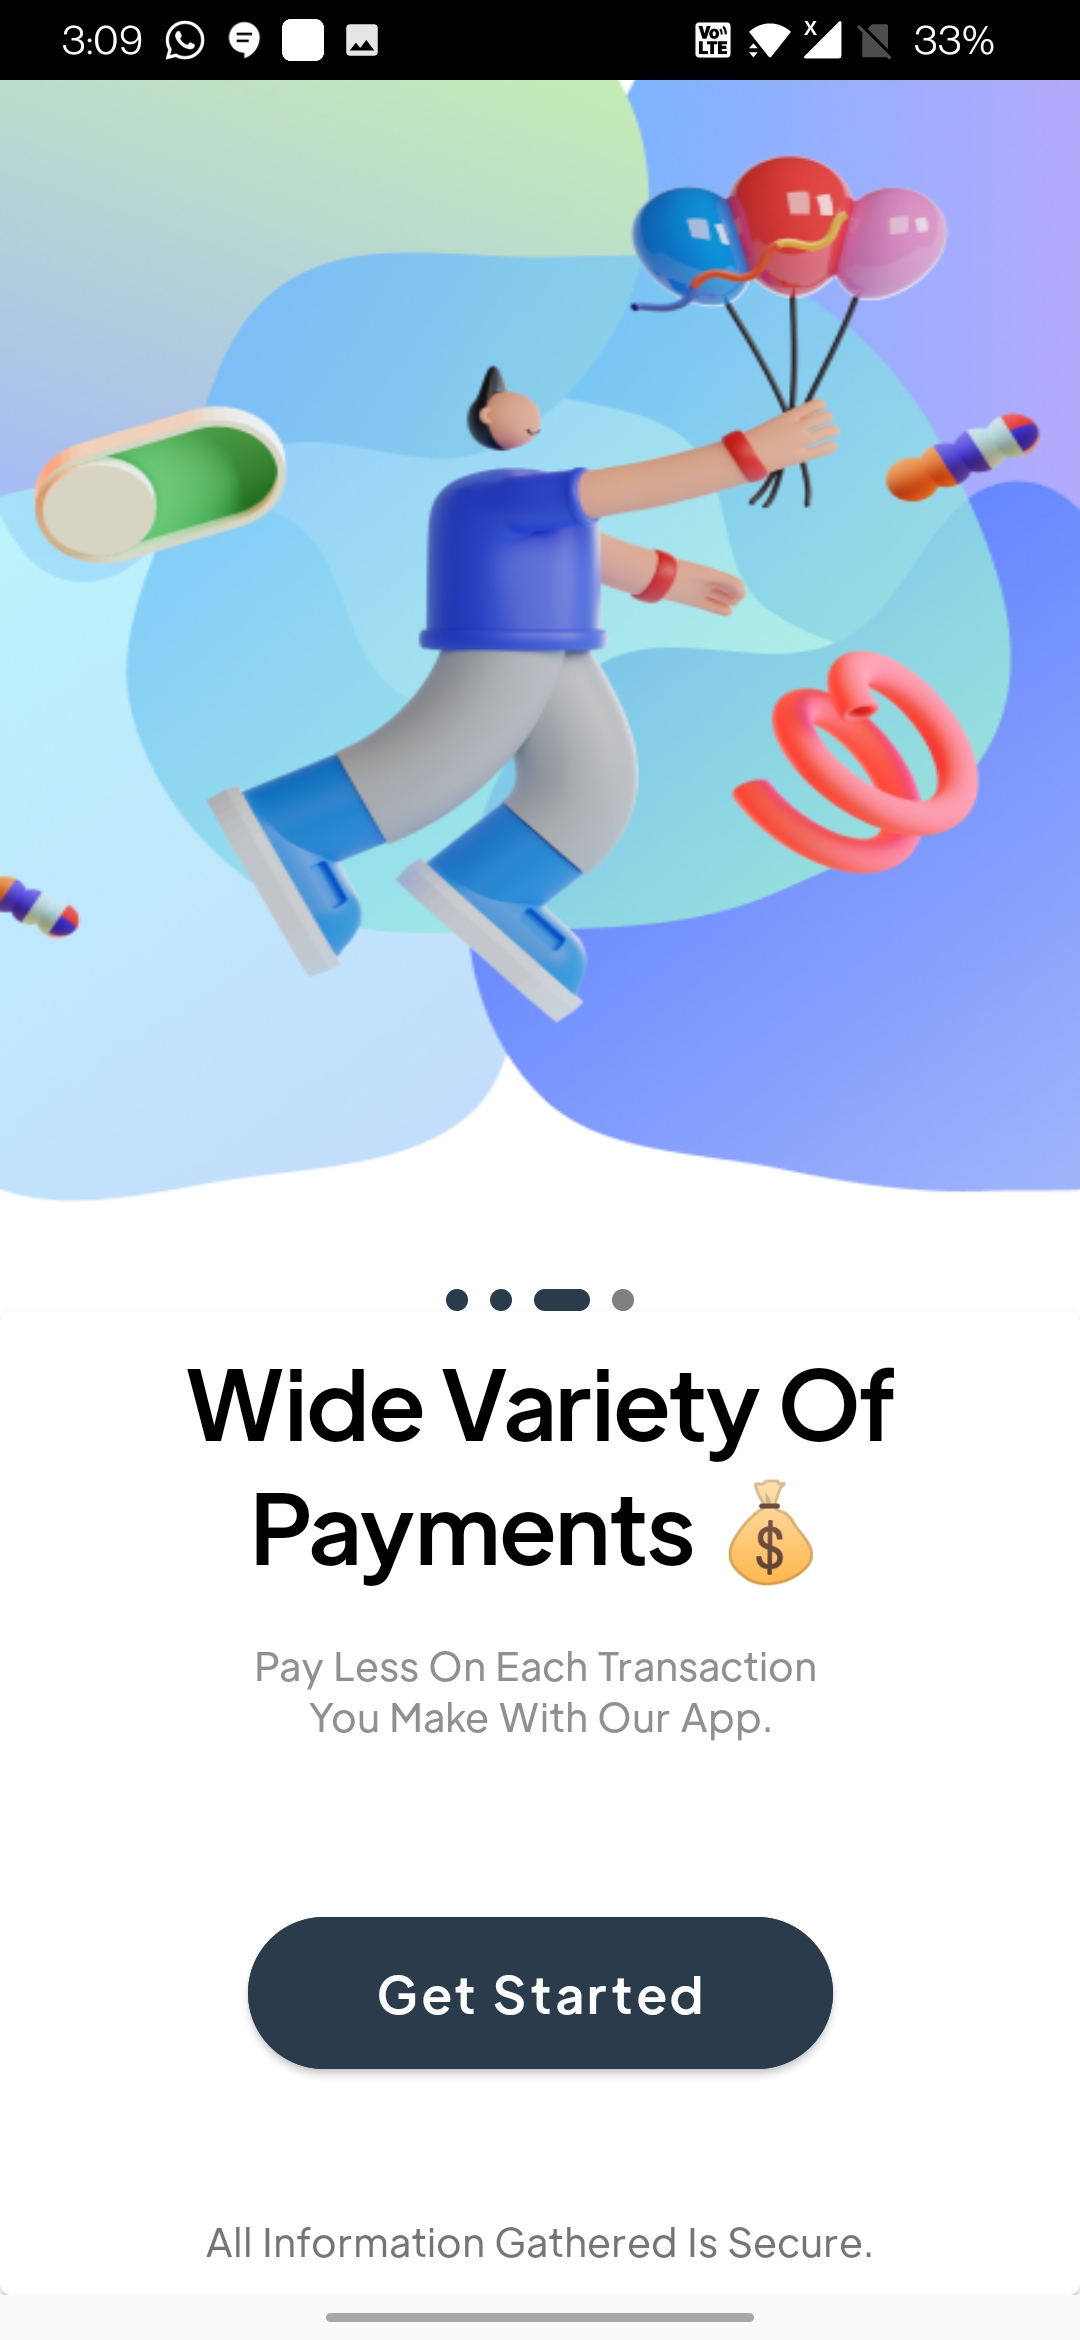 3:09 Vo LTE X 33%
Wide Variety Of
Payments 💰
Pay Less On Each Transaction
You Make With Our App.
Get Started
All Information Gathered Is Secure.